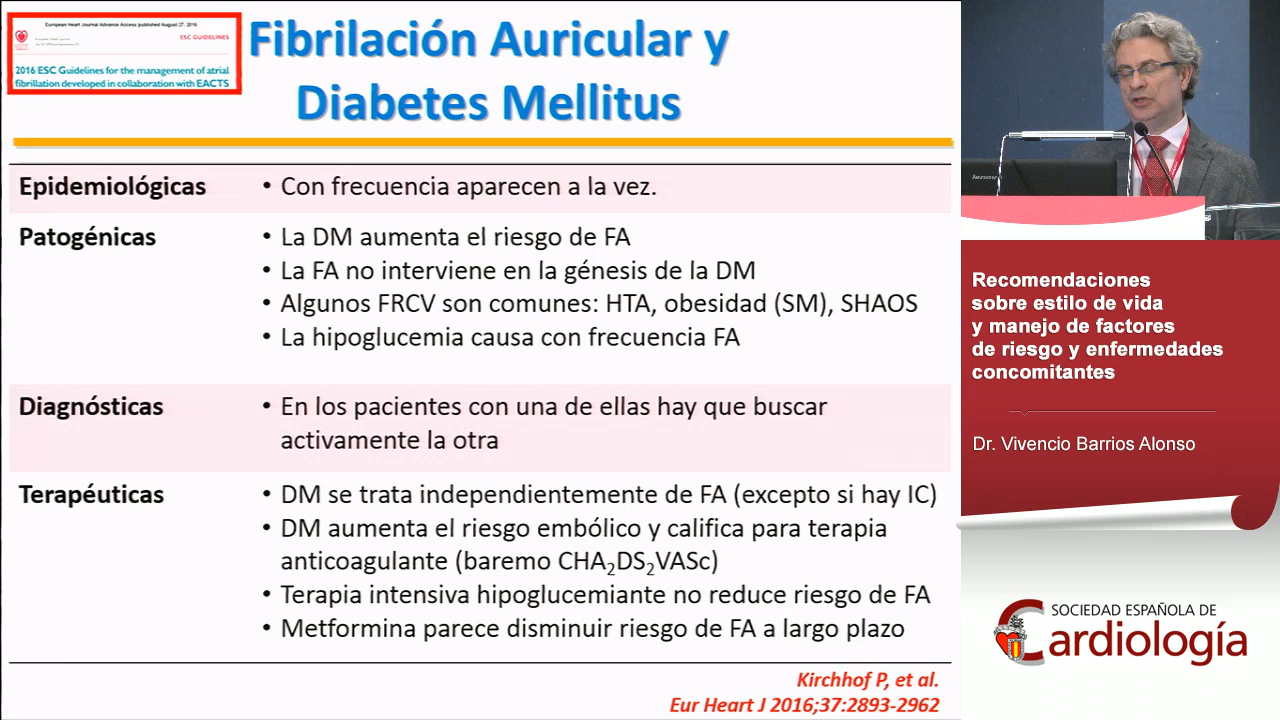 European Heart Journal Advance Access published August 27, 2016
ESC GUIDELINES
2016 ESC Guidelines for the management of atrial
fibrillation developed in collaboration with EACTS
Fibrilación Auricular y
Diabetes Mellitus
Epidemiológicas
• Con frecuencia aparecen a la vez.
Patogénicas
• La DM aumenta el riesgo de FA
• La FA no interviene en la génesis de la DM
• Algunos FRCV son comunes: HTA, obesidad (SM), SHAOS
• La hipoglucemia causa con frecuencia FA
Diagnósticas
• En los pacientes con una de ellas hay que buscar
activamente la otra
Terapéuticas
• DM se trata independientemente de FA (excepto si hay IC)
• DM aumenta el riesgo embólico y califica para terapia
anticoagulante (baremo CHA₂DS₂VASc)
• Terapia intensiva hipoglucemiante no reduce riesgo de FA
• Metformina parece disminuir riesgo de FA a largo plazo
Kirchhof P, et al.
Eur Heart J 2016;37:2893-2962
lenovo
Recomendaciones
sobre estilo de vida
y manejo de factores
de riesgo y enfermedades
concomitantes
Dr. Vivencio Barrios Alonso
SOCIEDAD ESPAÑOLA DE
Cardiología